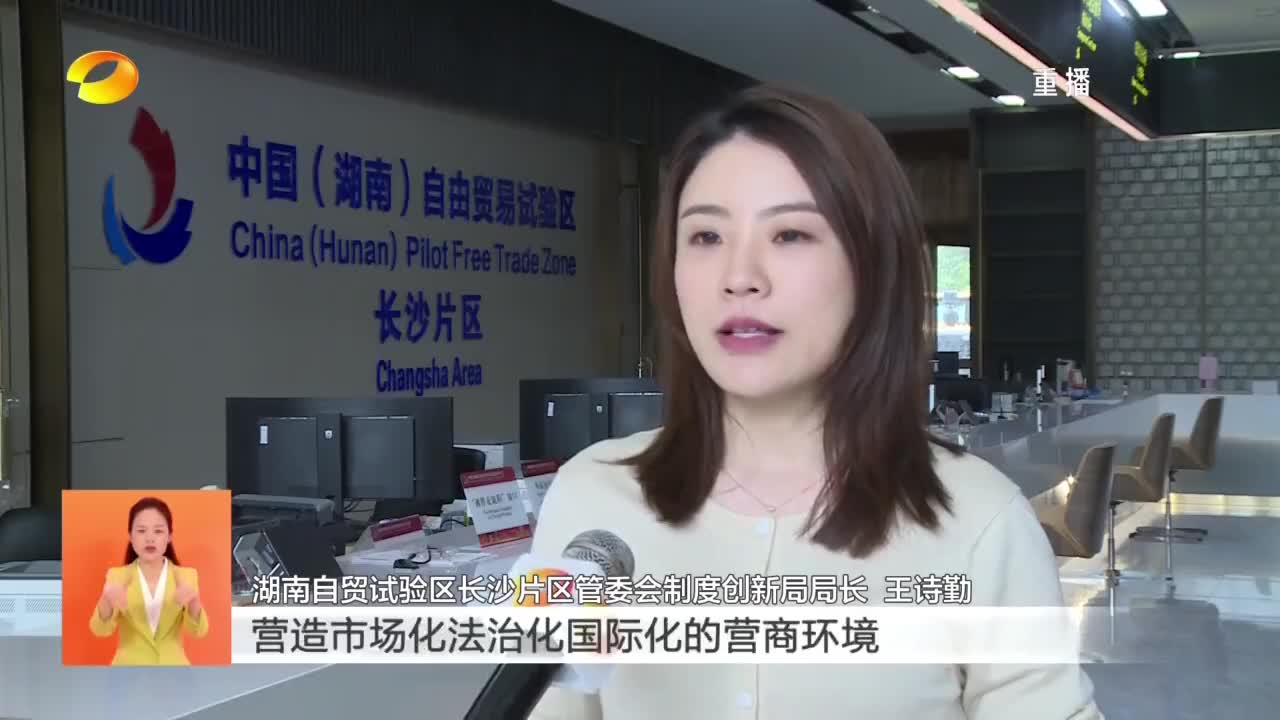 重播
中国（湖南）自由贸易试验区
China (Hunan) Pilot Free Trade Zone
长沙片区
Changsha Area
湖南自贸试验区长沙片区管委会制度创新局局长 王诗勤
营造市场化法治化国际化的营商环境